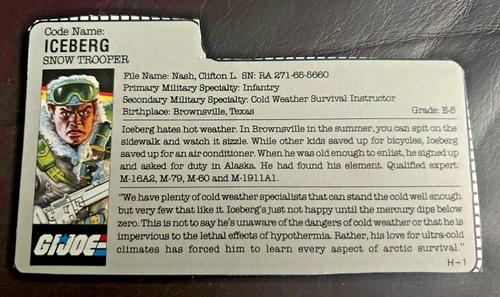 Code Name:
ICEBERG
SNOW TROOPER
File Name: Nash, Clifton L. SN: RA 271-65-5660
Primary Military Specialty: Infantry
Secondary Military Specialty: Cold Weather Survival Instructor
Birthplace: Brownsville, Texas Grade: E-5
Iceberg hates hot weather. In Brownsville in the summer, you can spit on the
sidewalk and watch it sizzle. While other kids saved up for bicycles, Iceberg
saved up for an air conditioner. When he was old enough to enlist, he signed up
and asked for duty in Alaska. He had found his element. Qualified expert:
M-16A2, M-79, M-60 and M-1911A1.
"We have plenty of cold weather specialists that can stand the cold well enough
but very few that like it. Iceberg's just not happy until the mercury dips below
zero. This is not to say he's unaware of the dangers of cold weather or that he is
impervious to the lethal effects of hypothermia. Rather, his love for ultra-cold
climates has forced him to learn every aspect of arctic survival."
GI JOE
H-1